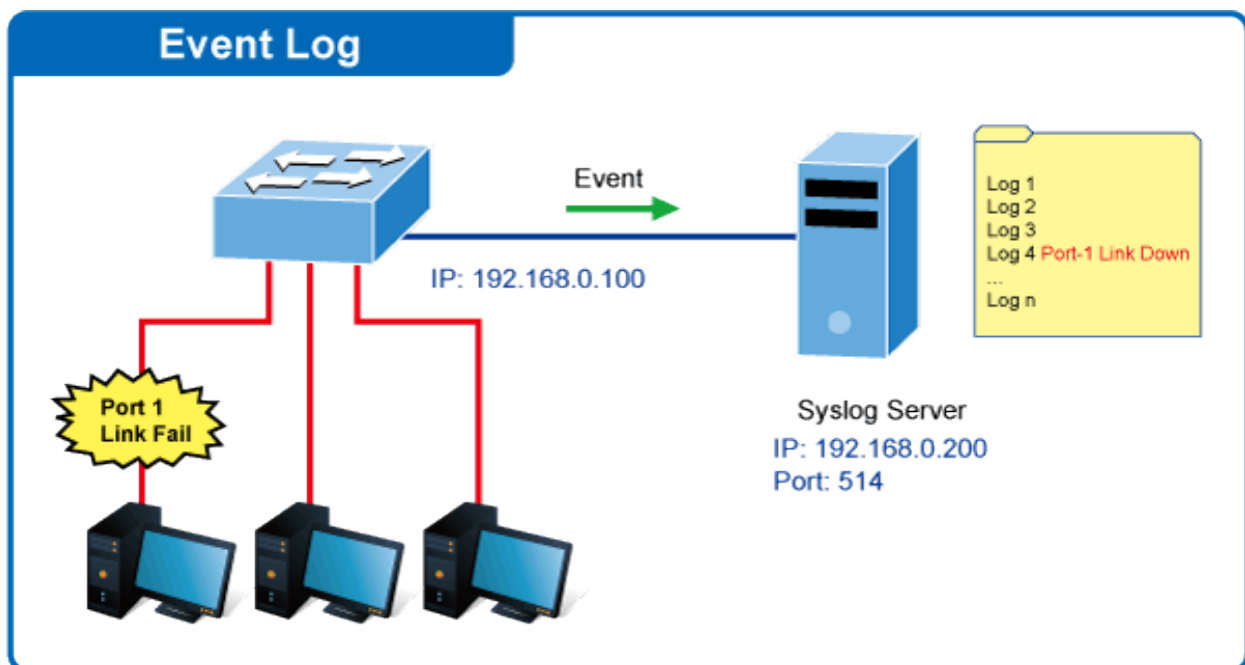 Event Log
Event
IP: 192.168.0.100
Log 1
Log 2
Log 3
Log 4 Port-1 Link Down
...
Log n
Port 1
Link Fail
Syslog Server
IP: 192.168.0.200
Port: 514